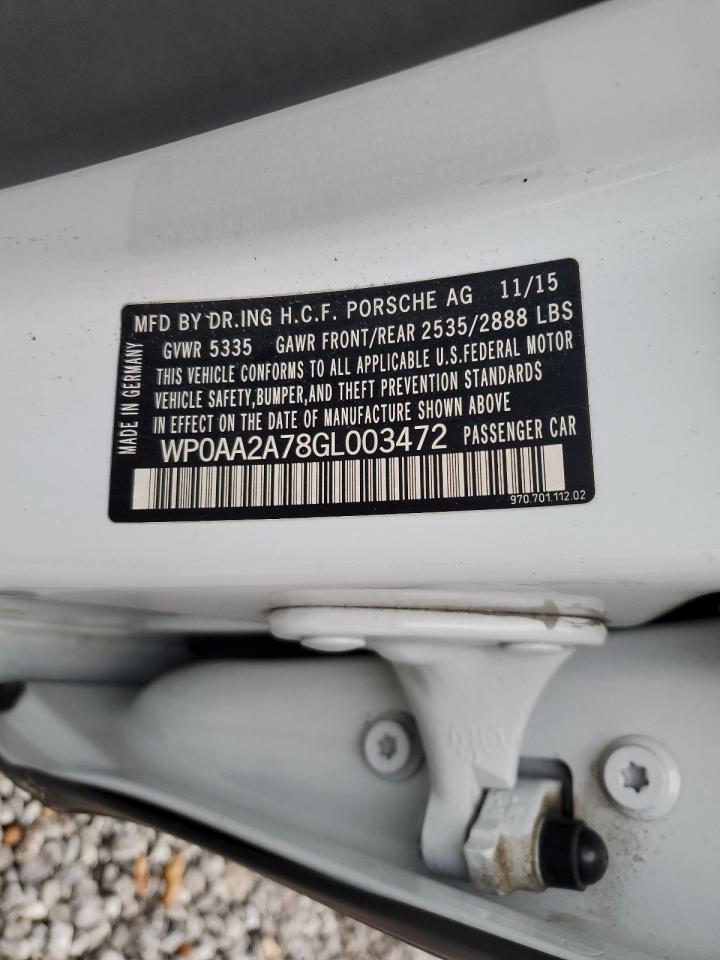 MFD BY DR.ING H.C.F. PORSCHE AG 11/15
GVWR 5335 GAWR FRONT/REAR 2535/2888 LBS
THIS VEHICLE CONFORMS TO ALL APPLICABLE U.S.FEDERAL MOTOR
VEHICLE SAFETY,BUMPER,AND THEFT PREVENTION STANDARDS
IN EFFECT ON THE DATE OF MANUFACTURE SHOWN ABOVE
WP0AA2A78GL003472 PASSENGER CAR
970.701.112.02
MADE IN GERMANY